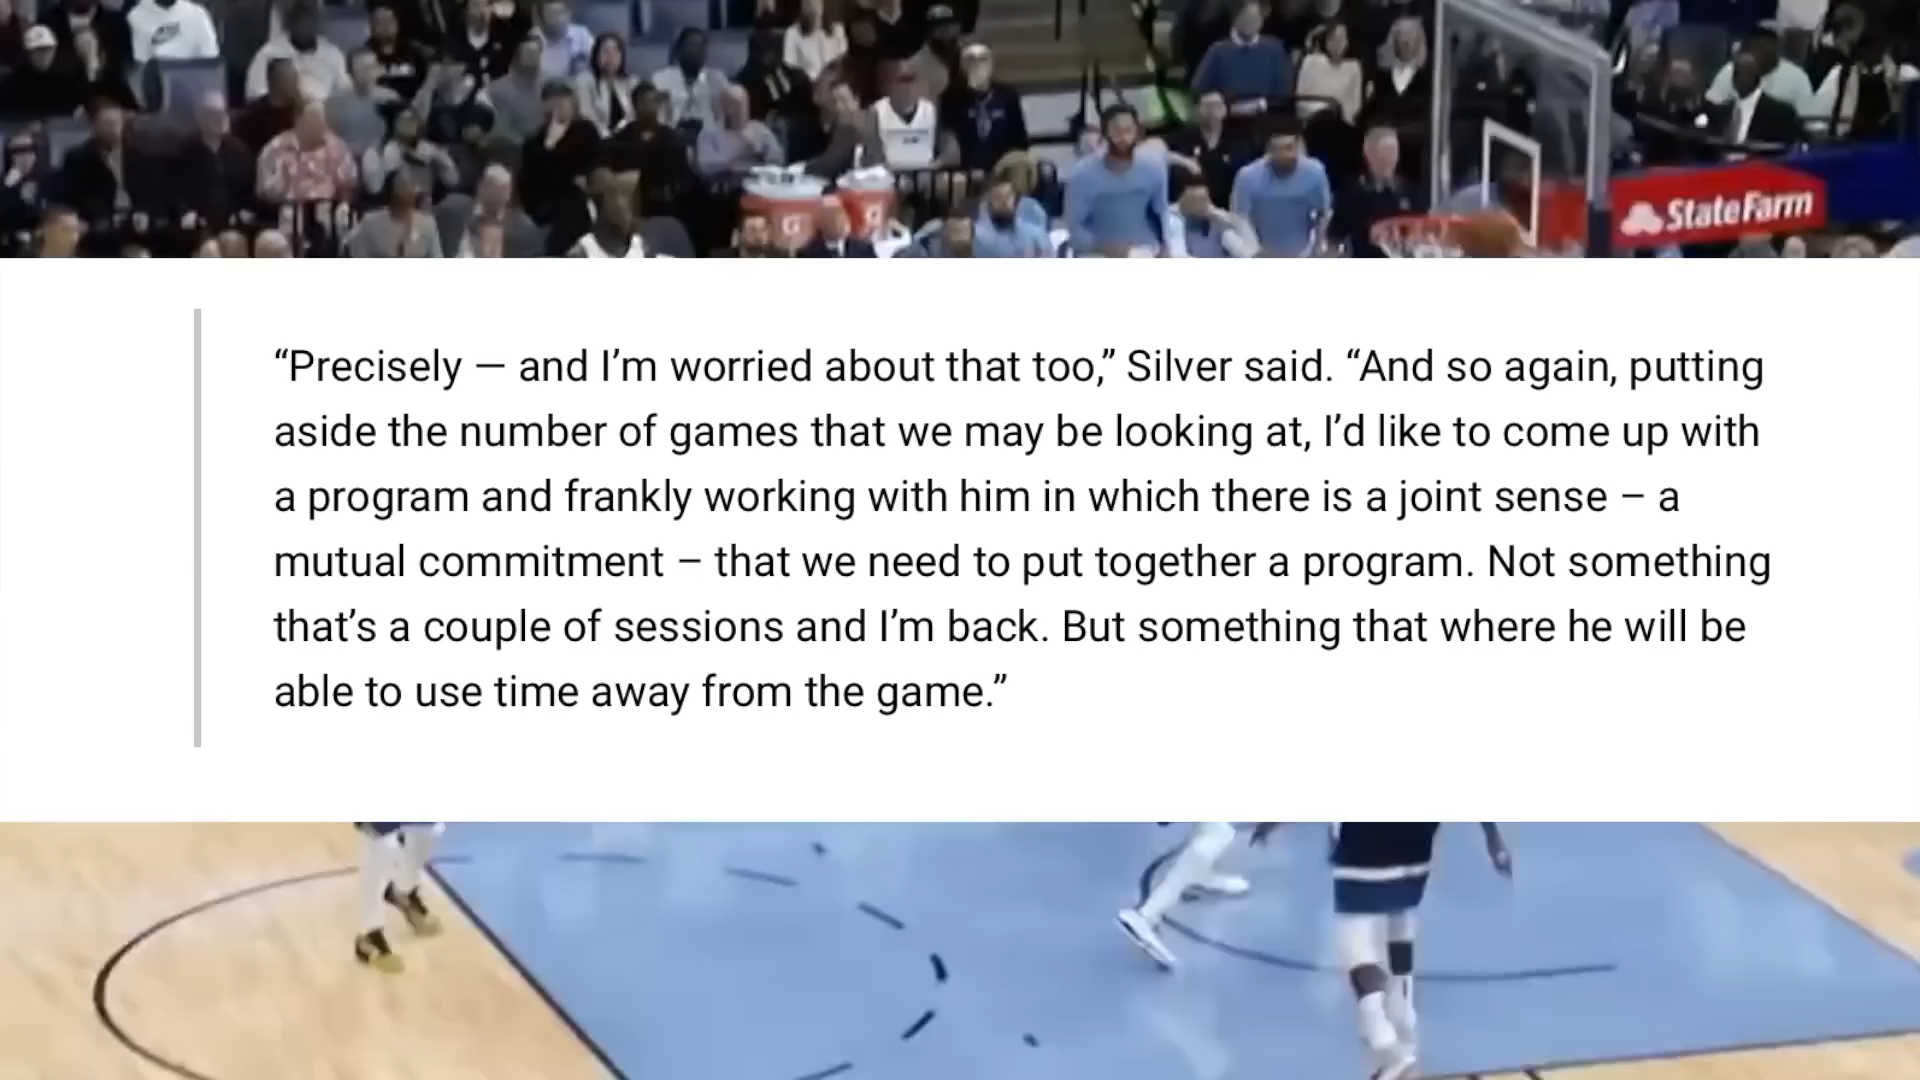 StateFarm
“Precisely — and I’m worried about that too,” Silver said. “And so again, putting
aside the number of games that we may be looking at, I’d like to come up with
a program and frankly working with him in which there is a joint sense – a
mutual commitment – that we need to put together a program. Not something
that’s a couple of sessions and I’m back. But something that where he will be
able to use time away from the game.”